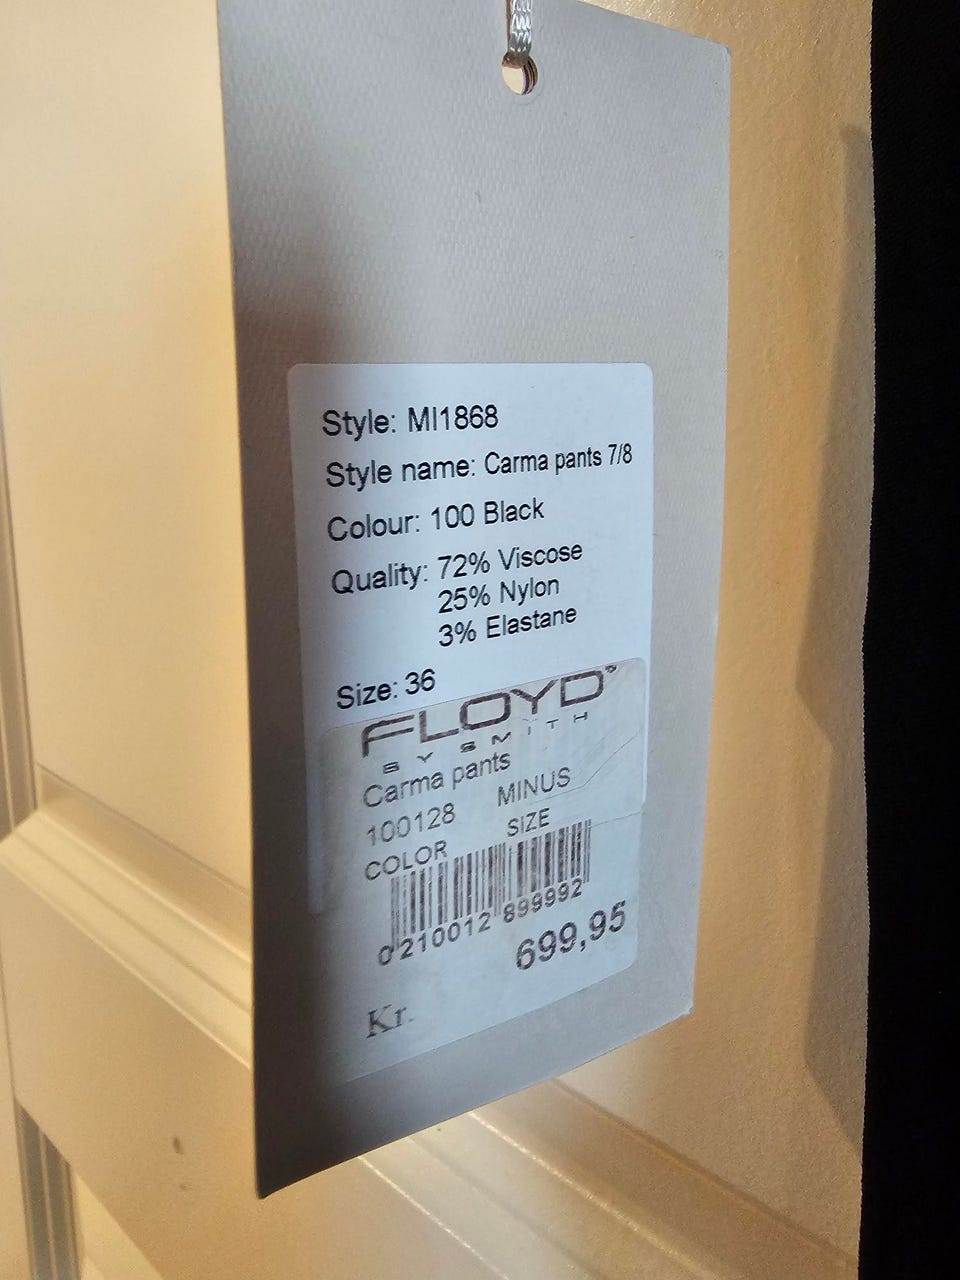 Style: MI1868
Style name: Carma pants 7/8
Colour: 100 Black
Quality: 72% Viscose
25% Nylon
3% Elastane
Size: 36
FLOYD
BY SMITH
Carma pants
100128 MINUS
COLOR SIZE
0210012 899992
699,95
Kr.